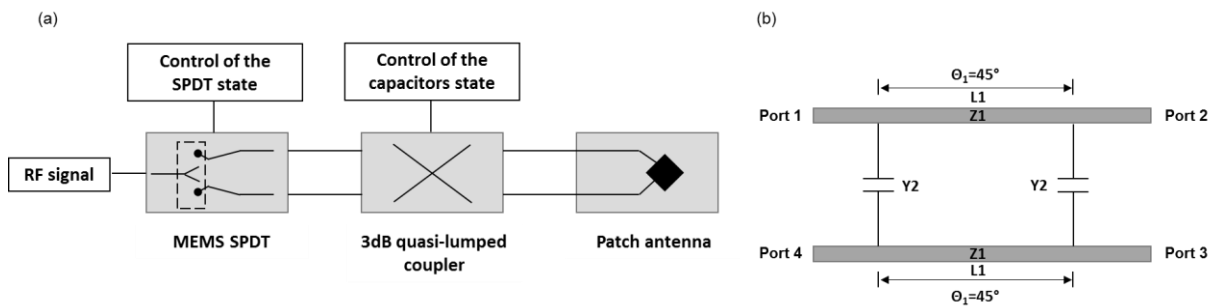 (a)
Control of the
SPDT state
Control of the
capacitors state
RF signal
MEMS SPDT
3dB quasi-lumped
coupler
Patch antenna
(b)
Θ₁=45°
L1
Port 1
Z1
Port 2
Y2
Y2
Port 4
Z1
Port 3
L1
Θ₁=45°